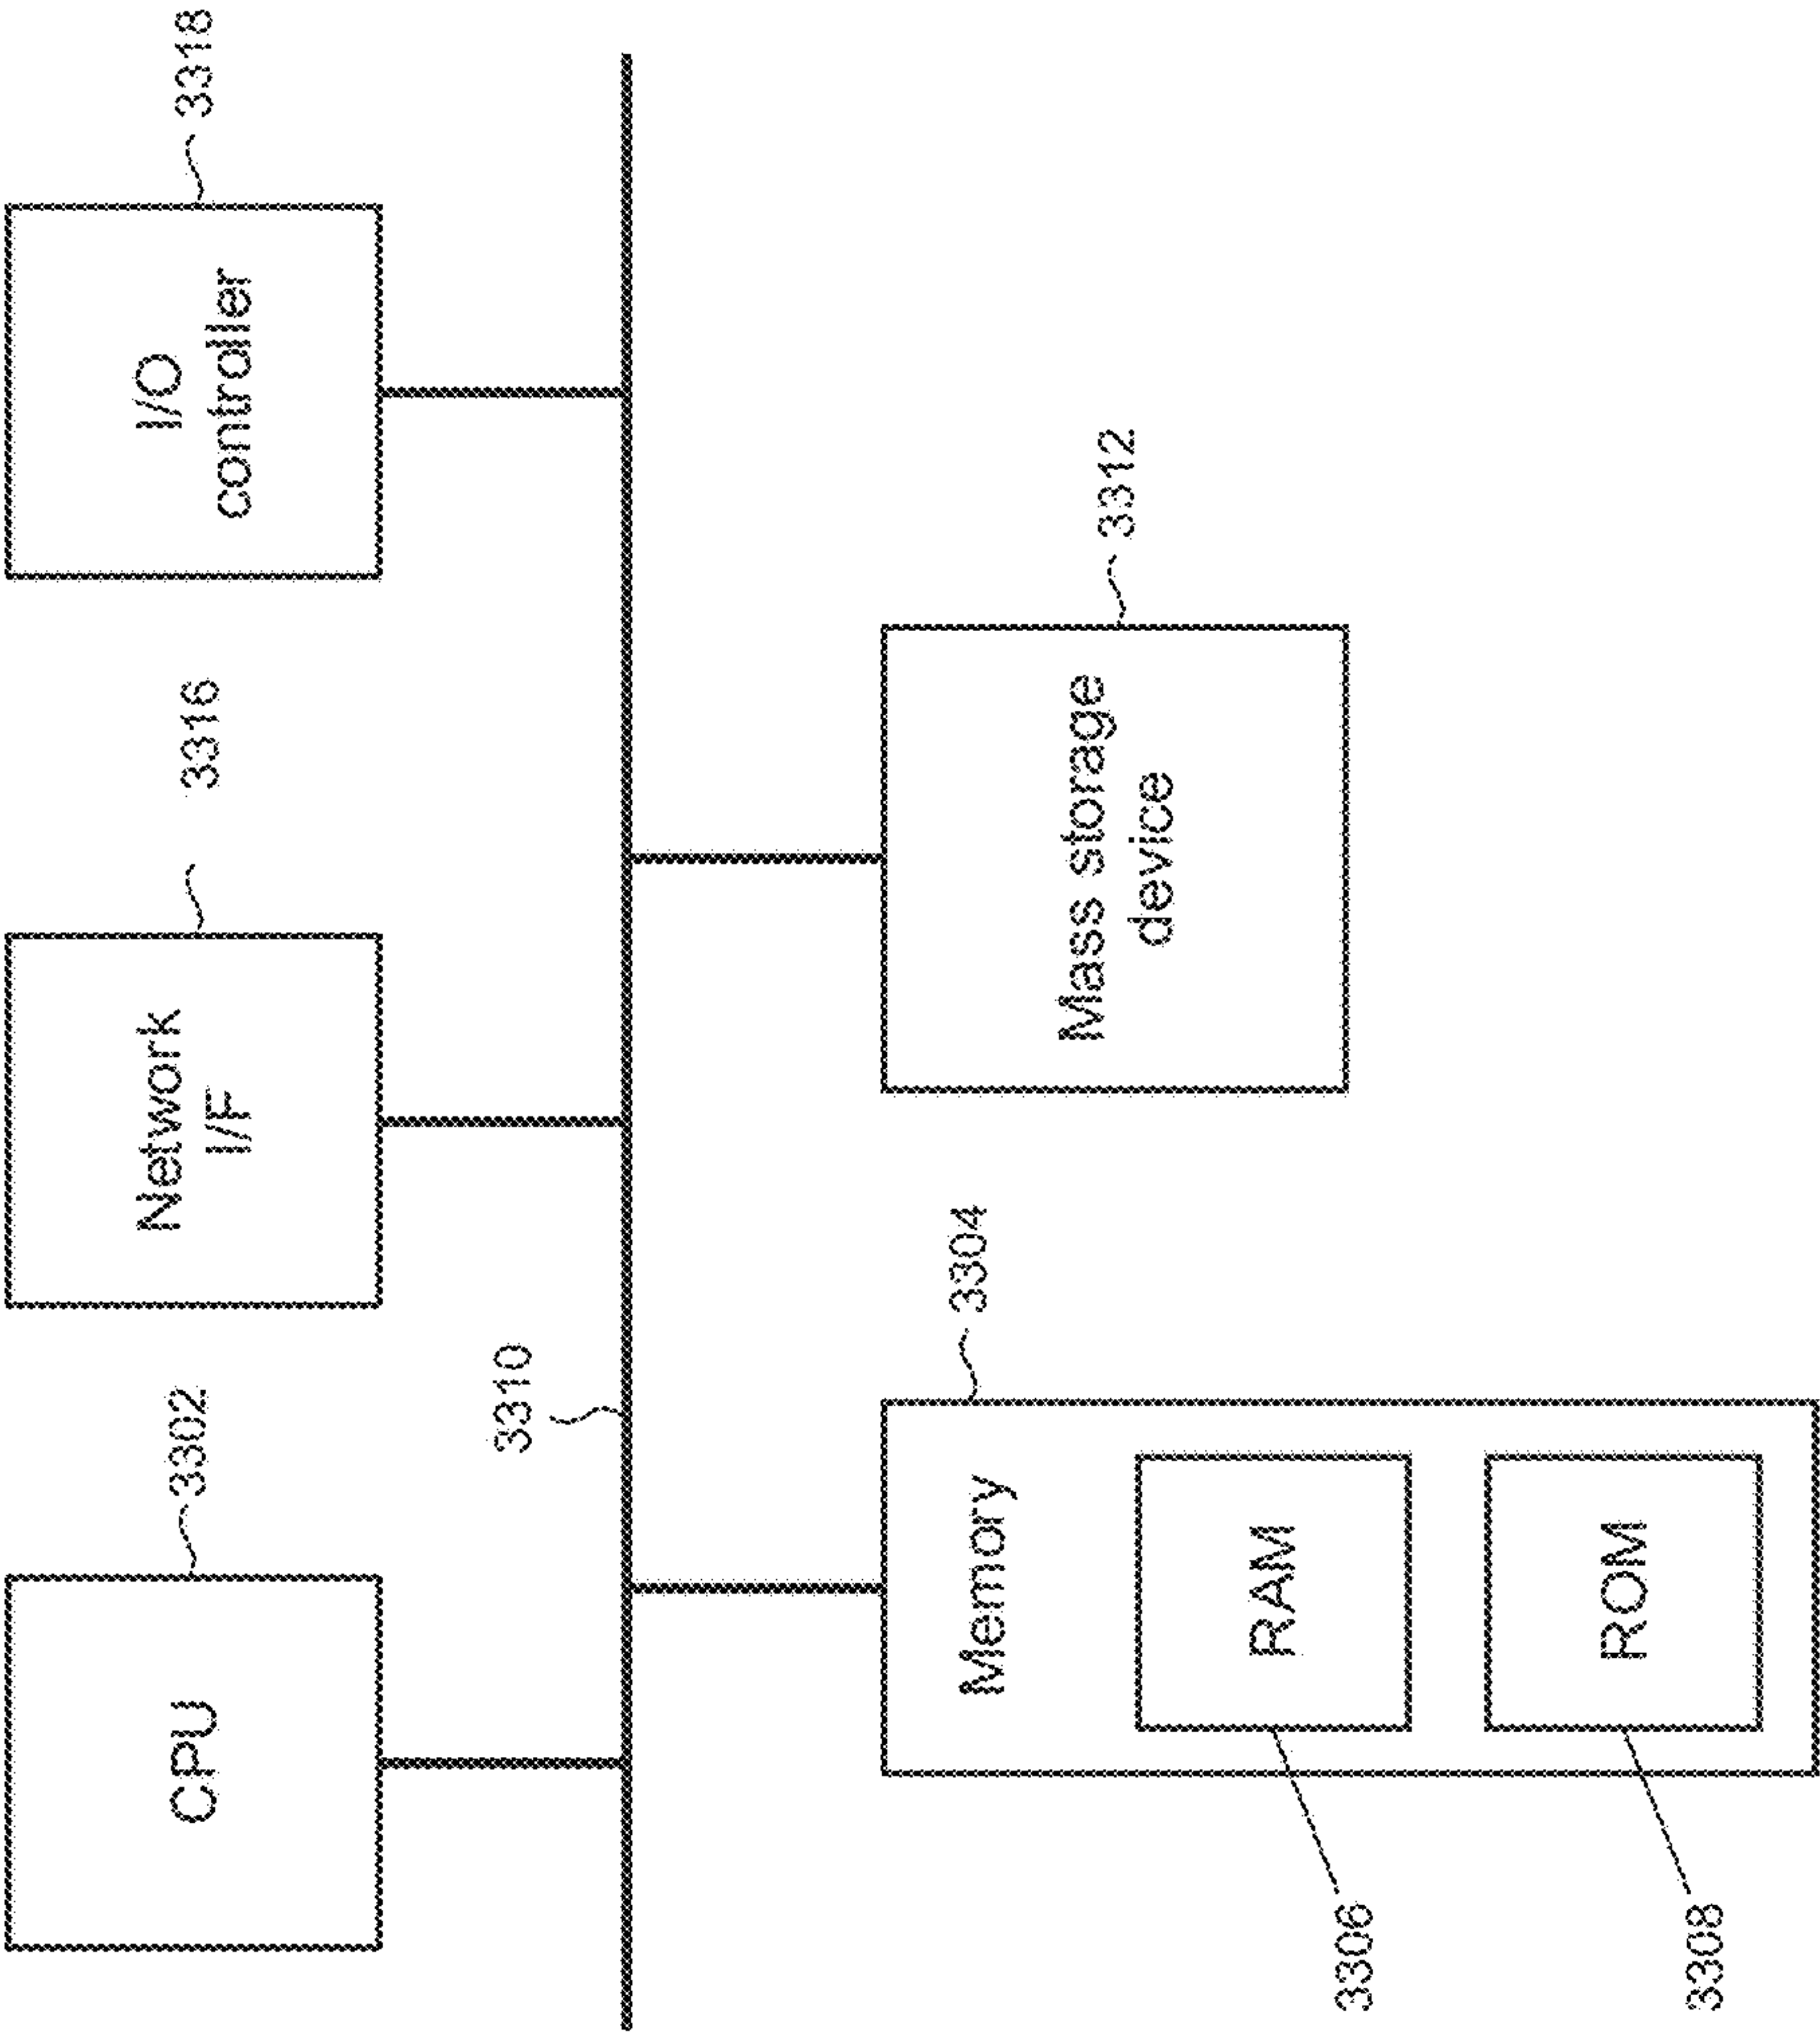 CPU
3302
Network
I/F
3316
I/O
controller
3318
3310
Memory
3304
RAM
3306
ROM
3308
Mass storage
device
3312